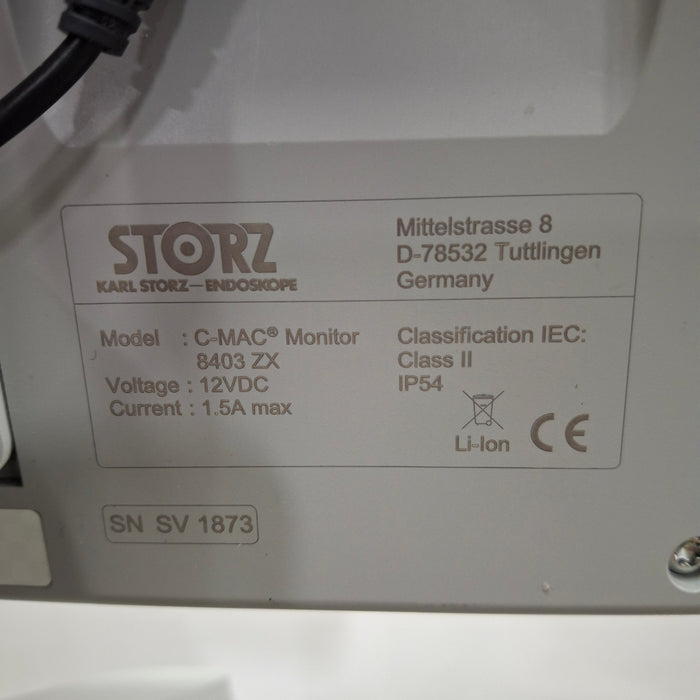 STORZ
KARL STORZ—ENDOSKOPE
Mittelstrasse 8
D-78532 Tuttlingen
Germany
Model : C-MAC® Monitor
8403 ZX
Voltage : 12VDC
Current : 1.5A max
Classification IEC:
Class II
IP54
Li-Ion
CE
SN SV 1873